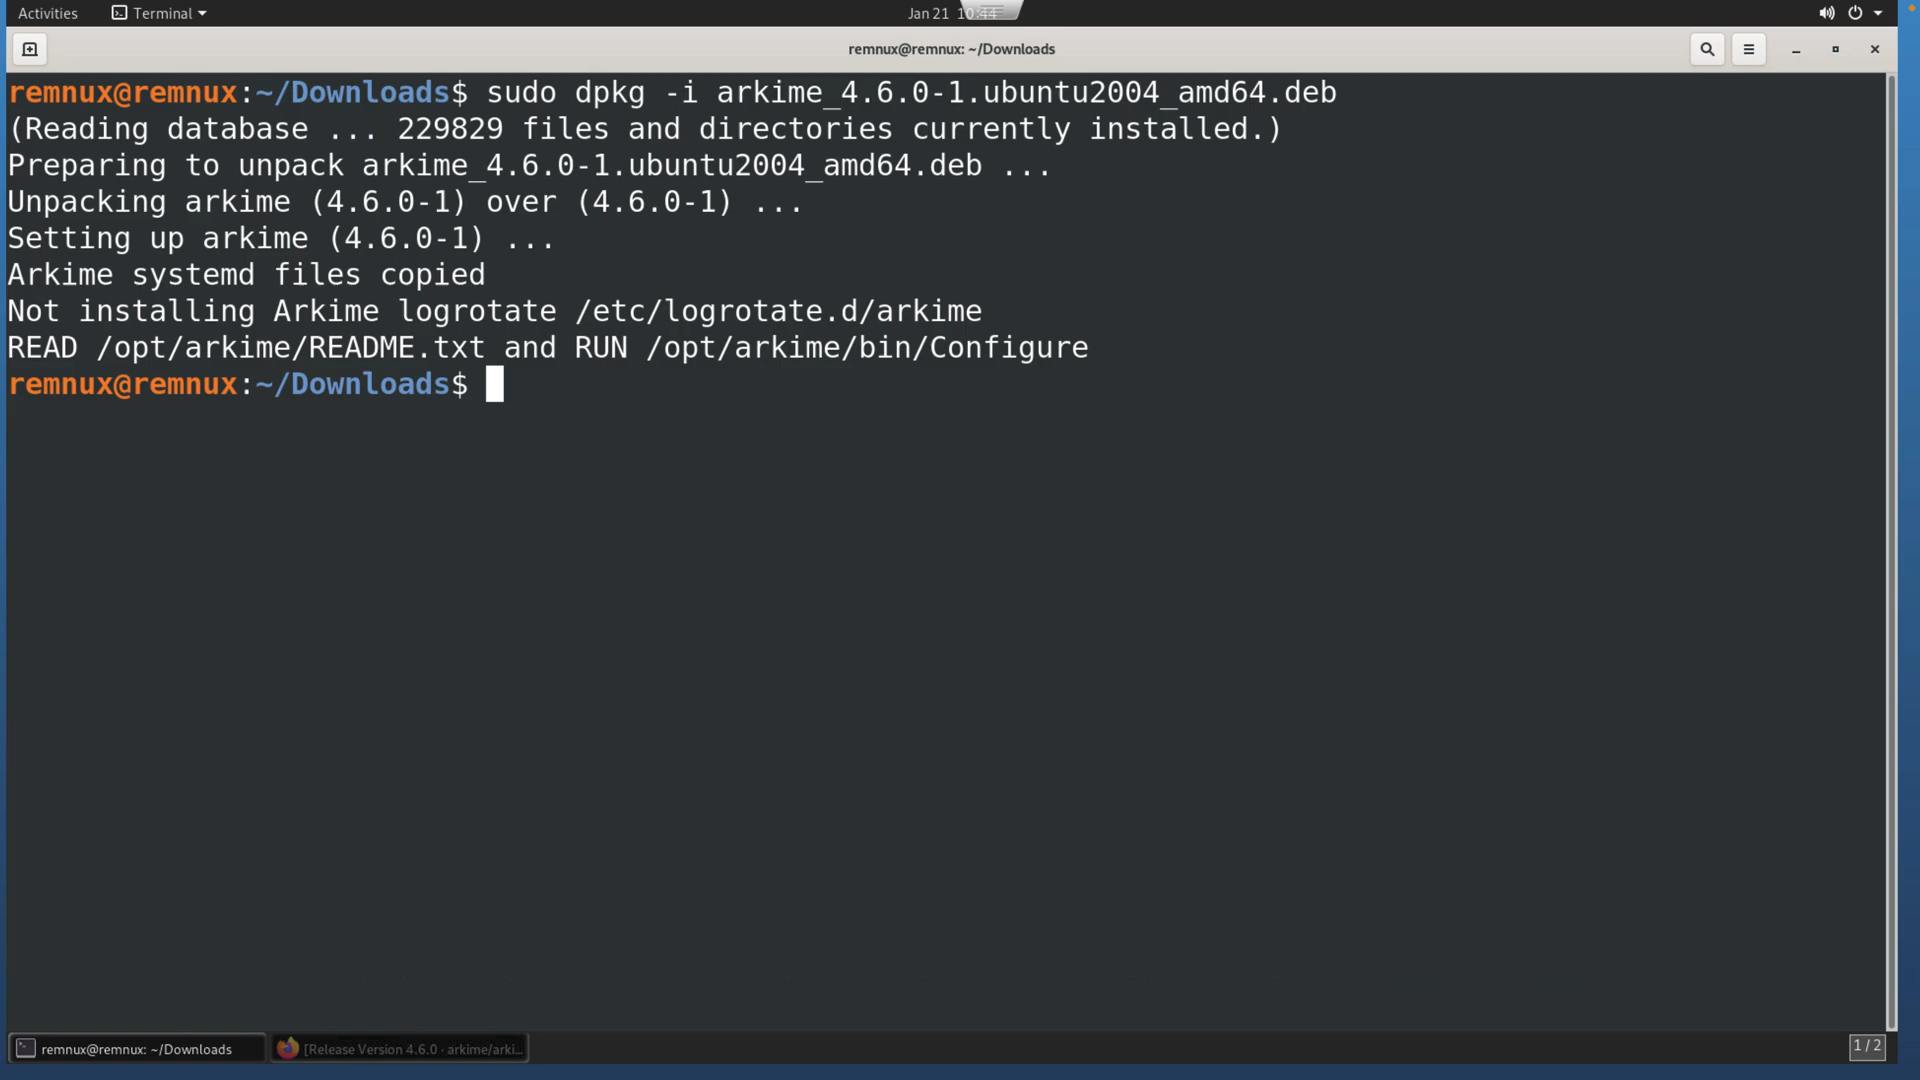 Activities Terminal Jan 21 10:44
remnux@remnux: ~/Downloads
remnux@remnux:~/Downloads$ sudo dpkg -i arkime_4.6.0-1.ubuntu2004_amd64.deb
(Reading database ... 229829 files and directories currently installed.)
Preparing to unpack arkime_4.6.0-1.ubuntu2004_amd64.deb ...
Unpacking arkime (4.6.0-1) over (4.6.0-1) ...
Setting up arkime (4.6.0-1) ...
Arkime systemd files copied
Not installing Arkime logrotate /etc/logrotate.d/arkime
READ /opt/arkime/README.txt and RUN /opt/arkime/bin/Configure
remnux@remnux:~/Downloads$
remnux@remnux: ~/Downloads [Release Version 4.6.0 · arkime/arki... 1 / 2